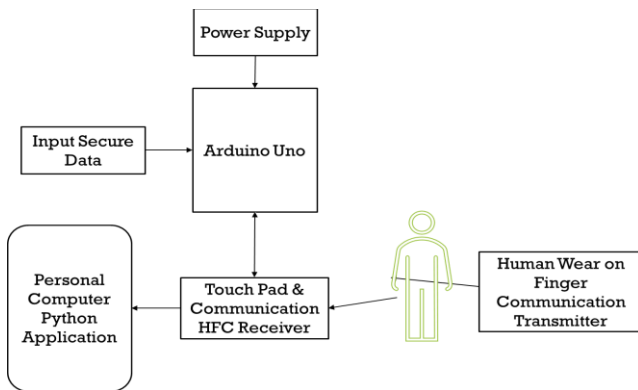 Power Supply
Input Secure
Data
Arduino Uno
Personal
Computer
Python
Application
Touch Pad &
Communication
HFC Receiver
Human Wear on
Finger
Communication
Transmitter